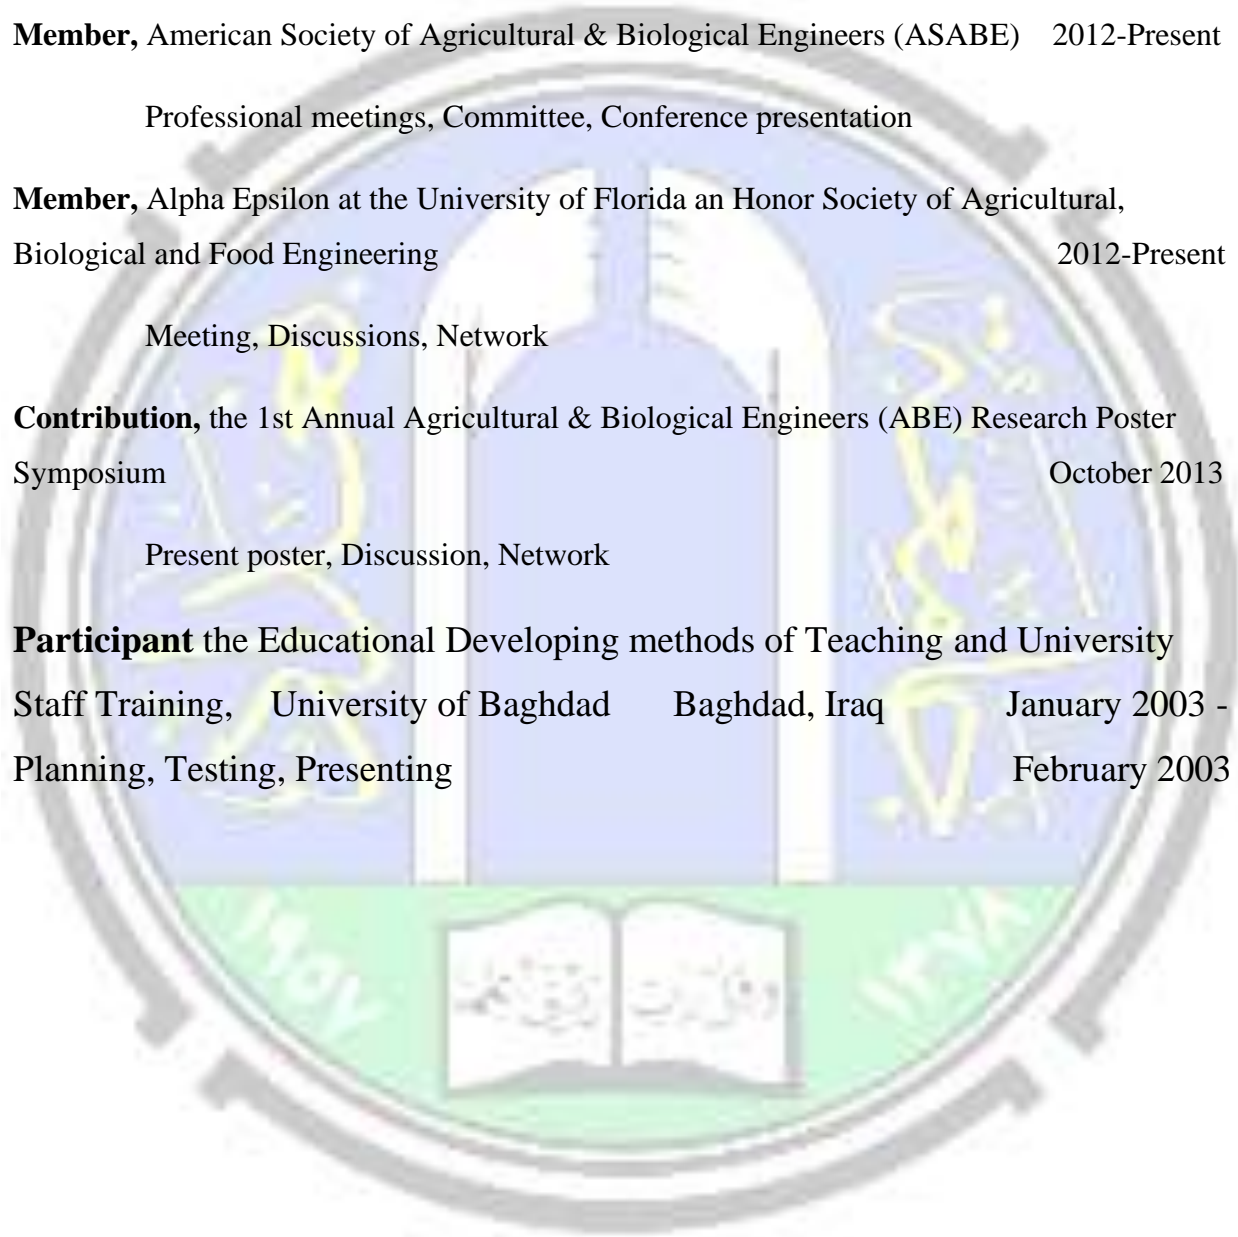 Member, American Society of Agricultural & Biological Engineers (ASABE) 2012-Present
Professional meetings, Committee, Conference presentation
Member, Alpha Epsilon at the University of Florida an Honor Society of Agricultural,
Biological and Food Engineering 2012-Present
Meeting, Discussions, Network
Contribution, the 1st Annual Agricultural & Biological Engineers (ABE) Research Poster
Symposium October 2013
Present poster, Discussion, Network
Participant the Educational Developing methods of Teaching and University
Staff Training, University of Baghdad Baghdad, Iraq January 2003 -
Planning, Testing, Presenting February 2003
١٩٥٧ ١٣٧٨